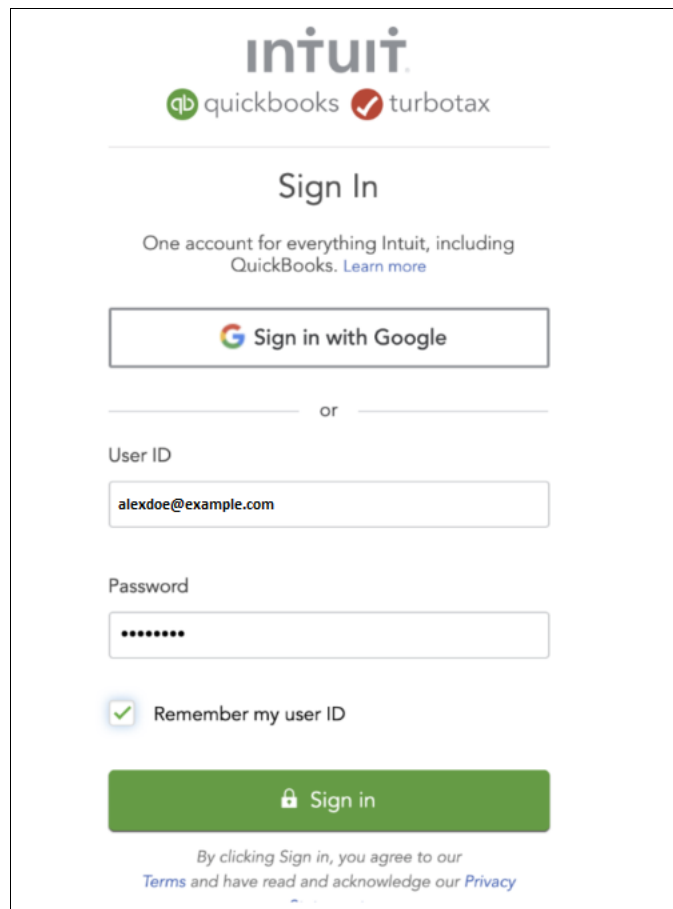 intuit
qb quickbooks turbotax
Sign In
One account for everything Intuit, including
QuickBooks. Learn more
Sign in with Google
or
User ID
alexdoe@example.com
Password
••••••••
Remember my user ID
Sign in
By clicking Sign in, you agree to our
Terms and have read and acknowledge our Privacy